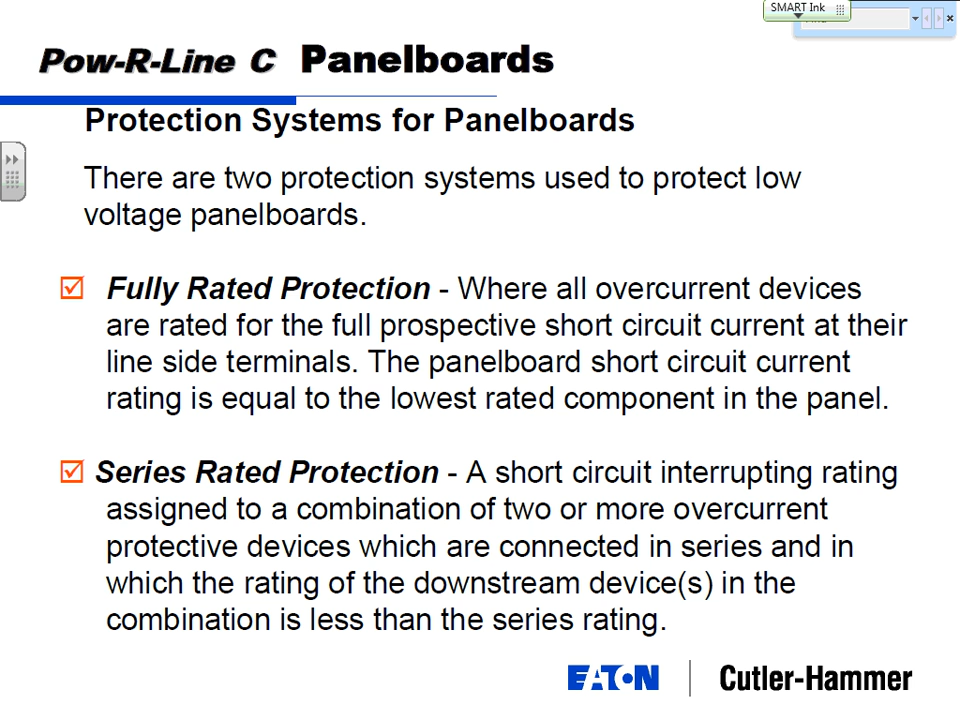 SMART Ink
Pow-R-Line C Panelboards
Protection Systems for Panelboards
There are two protection systems used to protect low
voltage panelboards.
Fully Rated Protection - Where all overcurrent devices
are rated for the full prospective short circuit current at their
line side terminals. The panelboard short circuit current
rating is equal to the lowest rated component in the panel.
Series Rated Protection - A short circuit interrupting rating
assigned to a combination of two or more overcurrent
protective devices which are connected in series and in
which the rating of the downstream device(s) in the
combination is less than the series rating.
EATON | Cutler-Hammer